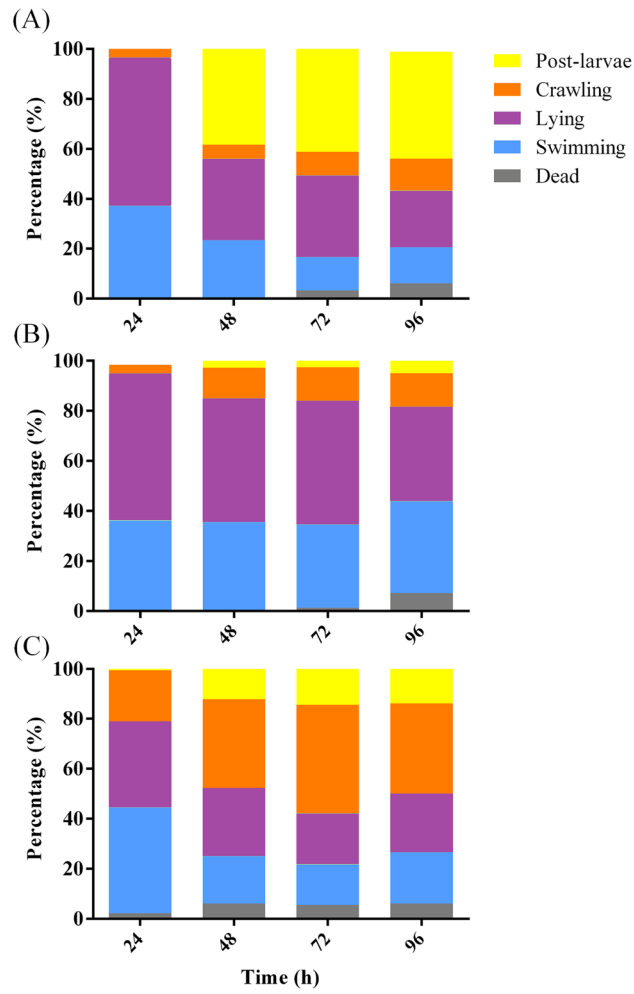 (A)
Percentage (%)
100
80
60
40
20
0
24
48
72
96
Post-larvae
Crawling
Lying
Swimming
Dead
(B)
Percentage (%)
100
80
60
40
20
0
24
48
72
96
(C)
Percentage (%)
100
80
60
40
20
0
24
48
72
96
Time (h)